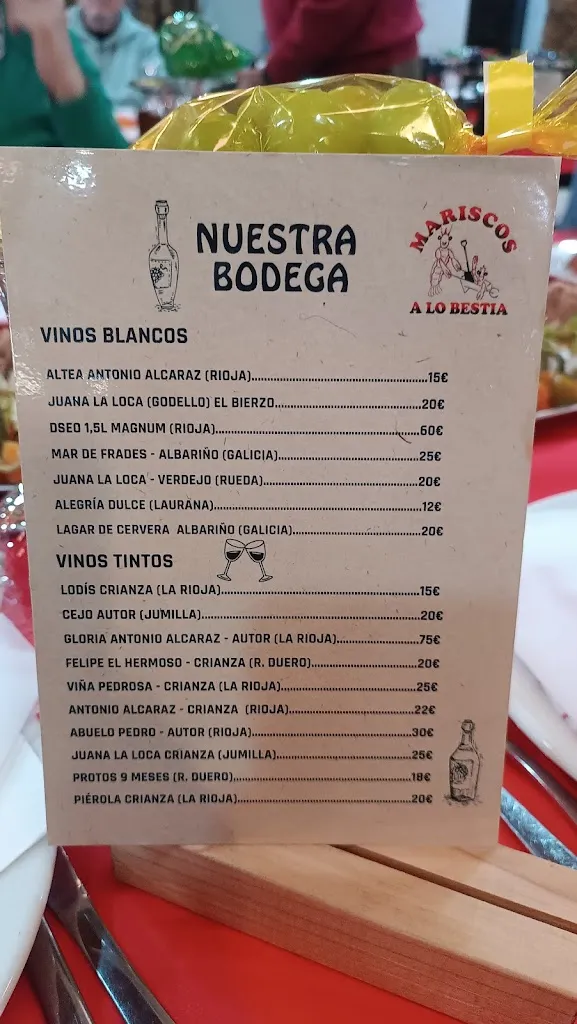 NUESTRA
BODEGA
MARISCOS
A LO BESTIA
VINOS BLANCOS
ALTEA ANTONIO ALCARAZ (RIOJA)..........15€
JUANA LA LOCA (GODELLO) EL BIERZO..........20€
DSEO 1,5L MAGNUM (RIOJA)..........60€
MAR DE FRADES - ALBARIÑO (GALICIA)..........25€
JUANA LA LOCA - VERDEJO (RUEDA)..........20€
ALEGRÍA DULCE (LAURANA)..........12€
LAGAR DE CERVERA ALBARIÑO (GALICIA)..........20€
VINOS TINTOS
LODÍS CRIANZA (LA RIOJA)..........15€
CEJO AUTOR (JUMILLA)..........20€
GLORIA ANTONIO ALCARAZ - AUTOR (LA RIOJA)..........75€
FELIPE EL HERMOSO - CRIANZA (R. DUERO)..........20€
VIÑA PEDROSA - CRIANZA (LA RIOJA)..........25€
ANTONIO ALCARAZ - CRIANZA (RIOJA)..........22€
ABUELO PEDRO - AUTOR (RIOJA)..........30€
JUANA LA LOCA CRIANZA (JUMILLA)..........25€
PROTOS 9 MESES (R. DUERO)..........18€
PIÉROLA CRIANZA (LA RIOJA)..........20€